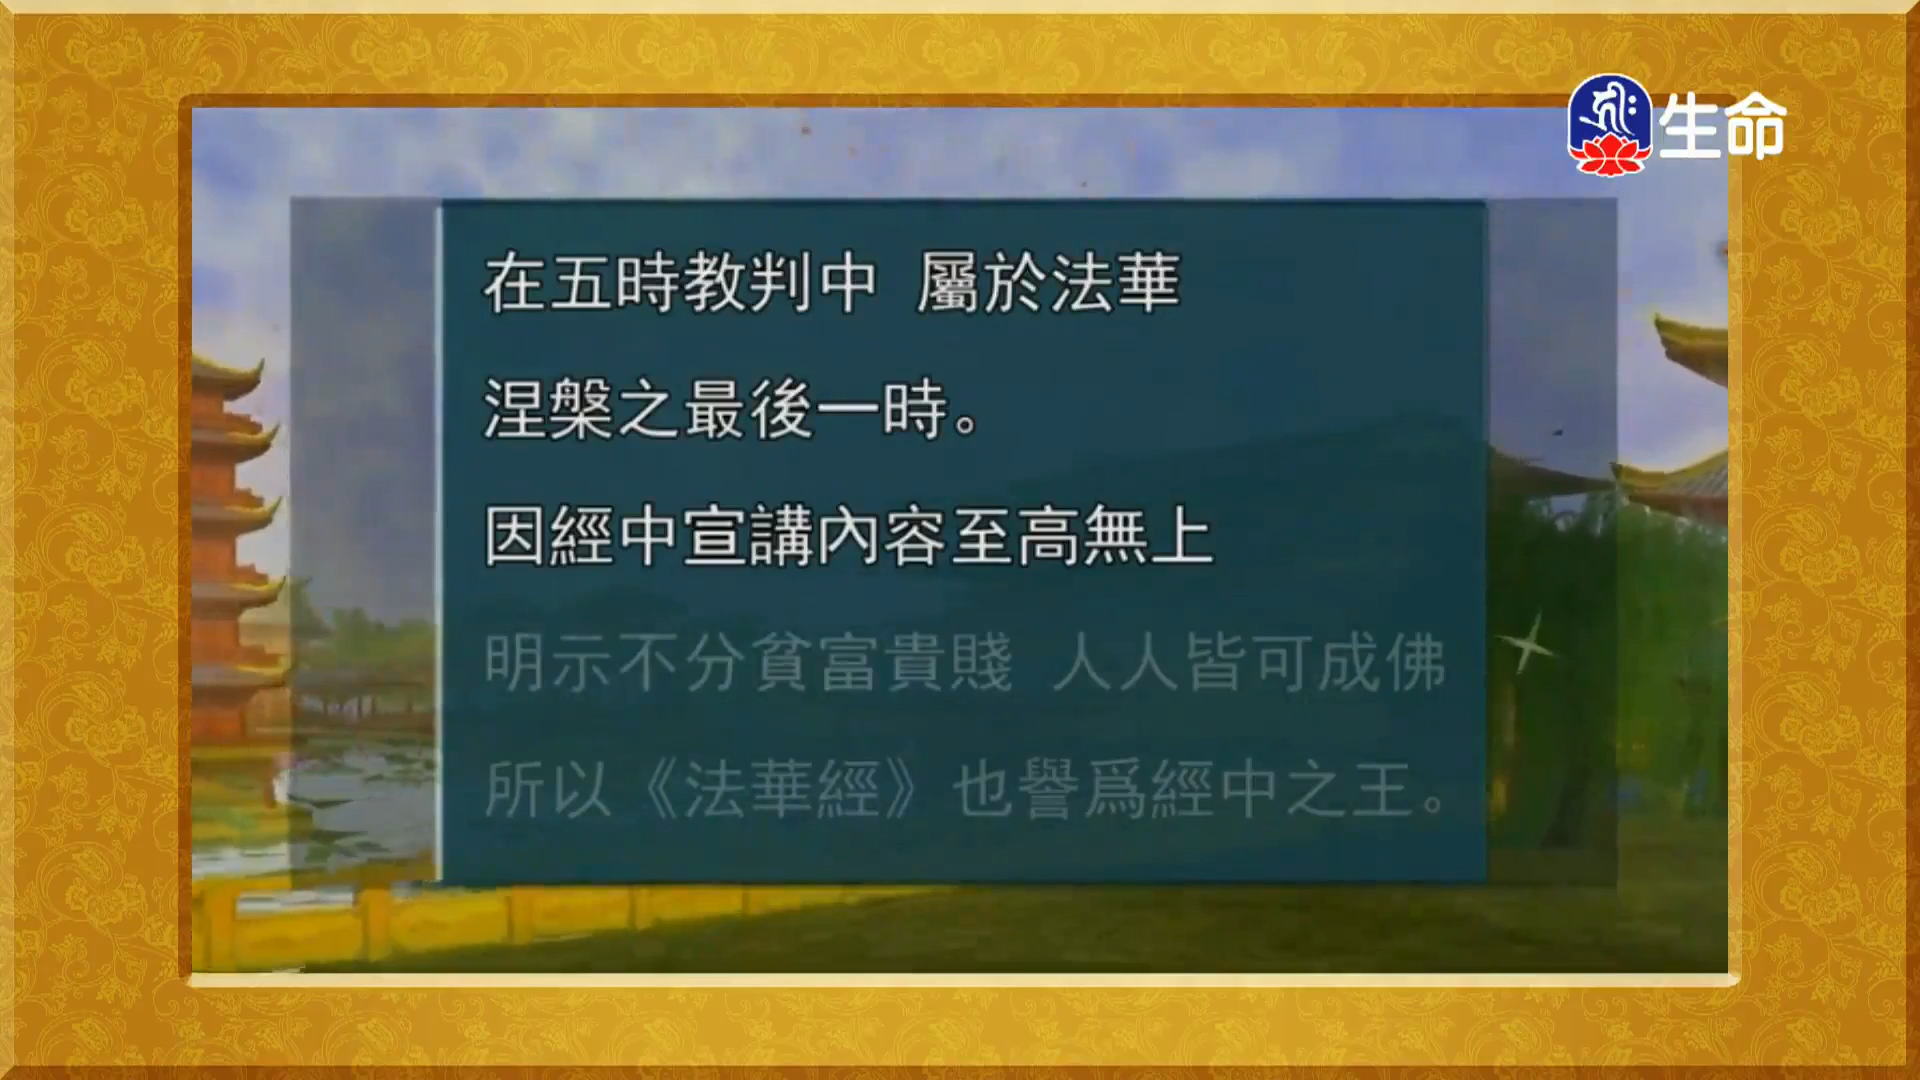 生命
在五時教判中 屬於法華
涅槃之最後一時。
因經中宣講內容至高無上
明示不分貧富貴賤 人人皆可成佛
所以《法華經》也譽爲經中之王。